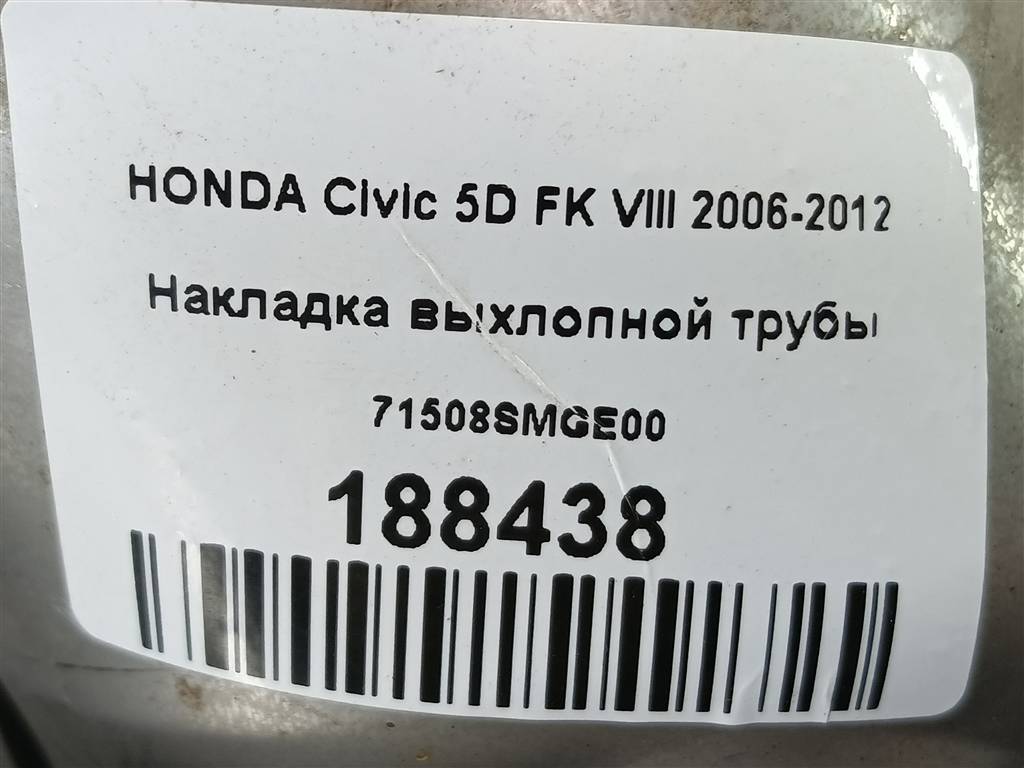 HONDA Civic 5D FK VIII 2006-2012
Накладка выхлопной трубы
71508SMGE00
188438